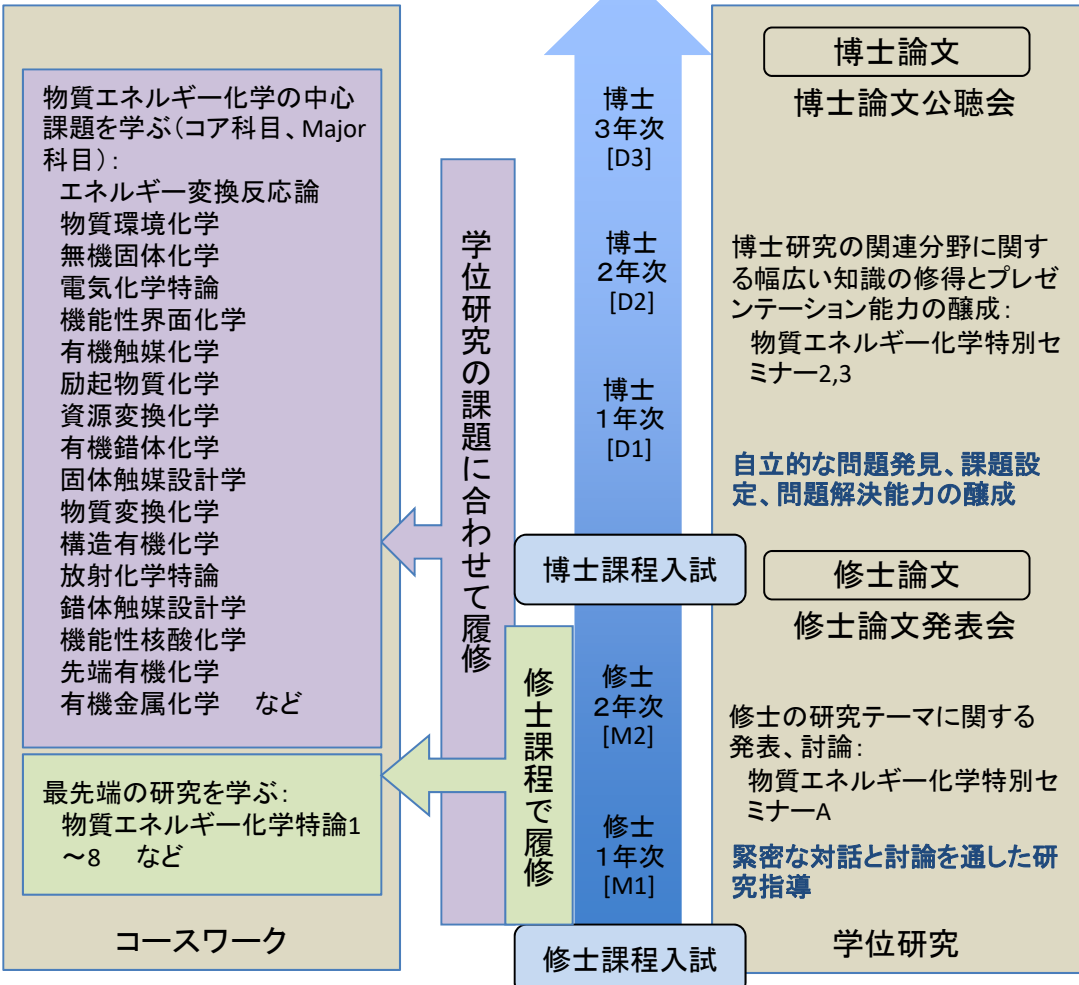 物質エネルギー化学の中心
課題を学ぶ（コア科目、Major
科目）：
エネルギー変換反応論
物質環境化学
無機固体化学
電気化学特論
機能性界面化学
有機触媒化学
励起物質化学
資源変換化学
有機錯体化学
固体触媒設計学
物質変換化学
構造有機化学
放射化学特論
錯体触媒設計学
機能性核酸化学
先端有機化学
有機金属化学　など
最先端の研究を学ぶ：
物質エネルギー化学特論1
～8　など
コースワーク
学位研究の課題に合わせて履修
修士課程で履修
博士
３年次
[D3]
博士
２年次
[D2]
博士
１年次
[D1]
博士課程入試
修士
２年次
[M2]
修士
１年次
[M1]
修士課程入試
博士論文
博士論文公聴会
博士研究の関連分野に関す
る幅広い知識の修得とプレゼ
ンテーション能力の醸成：
物質エネルギー化学特別セ
ミナー2,3
自立的な問題発見、課題設
定、問題解決能力の醸成
修士論文
修士論文発表会
修士の研究テーマに関する
発表、討論：
物質エネルギー化学特別セ
ミナーA
緊密な対話と討論を通した研
究指導
学位研究